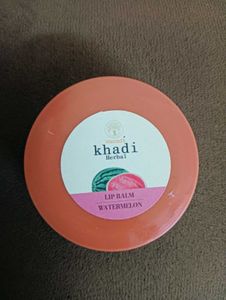 khadi
Herbal
LIP BALM
WATERMELON